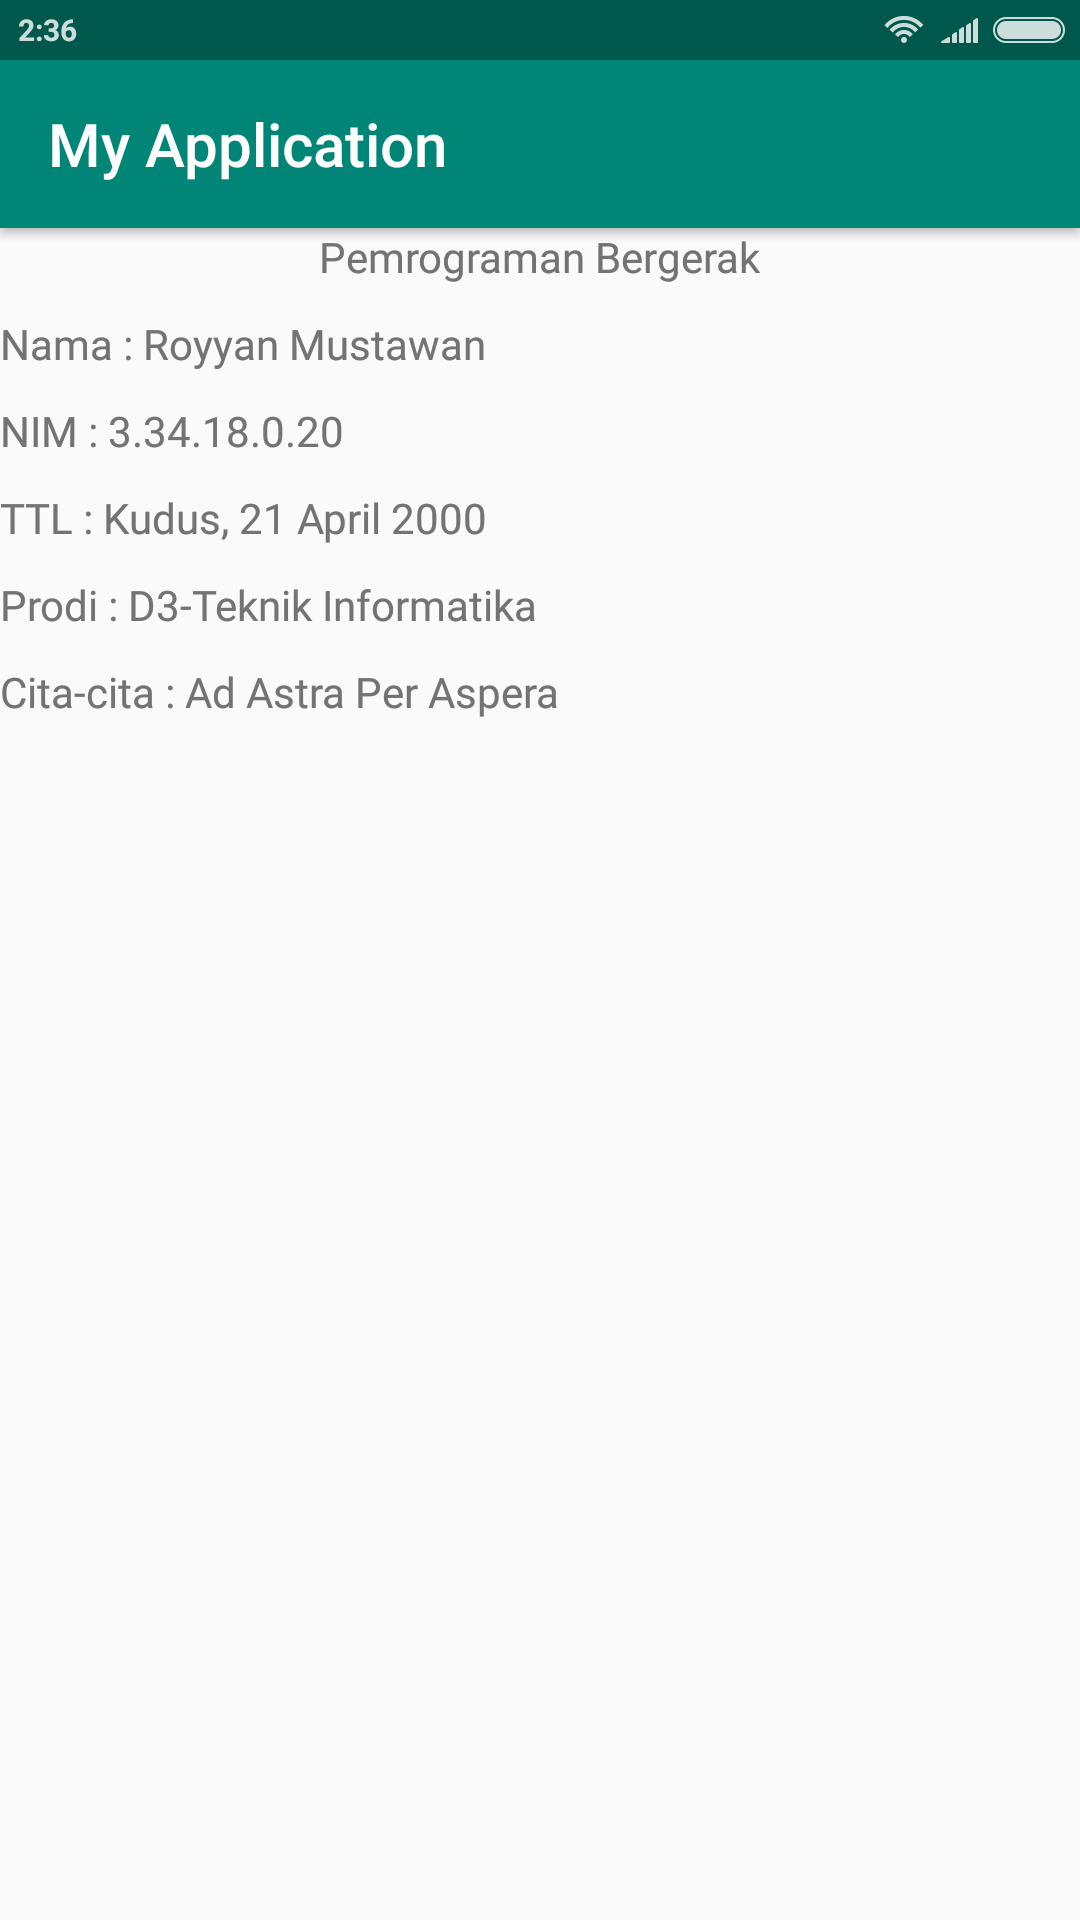 2:36
My Application
Pemrograman Bergerak
Nama : Royyan Mustawan
NIM : 3.34.18.0.20
TTL : Kudus, 21 April 2000
Prodi : D3-Teknik Informatika
Cita-cita : Ad Astra Per Aspera